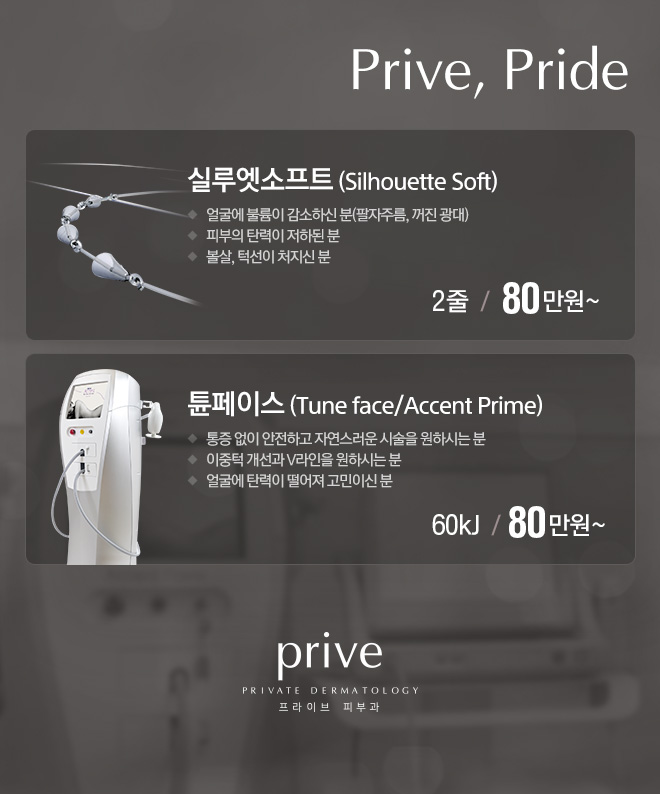 Prive, Pride
실루엣소프트 (Silhouette Soft)
얼굴에 볼륨이 감소하신 분(팔자주름, 꺼진 광대)
피부의 탄력이 저하된 분
볼살, 턱선이 처지신 분
2줄 / 80만원~
튠페이스 (Tune face/Accent Prime)
통증 없이 안전하고 자연스러운 시술을 원하시는 분
이중턱 개선과 V라인을 원하시는 분
얼굴에 탄력이 떨어져 고민이신 분
60kJ / 80만원~
prive
PRIVATE DERMATOLOGY
프라이브 피부과